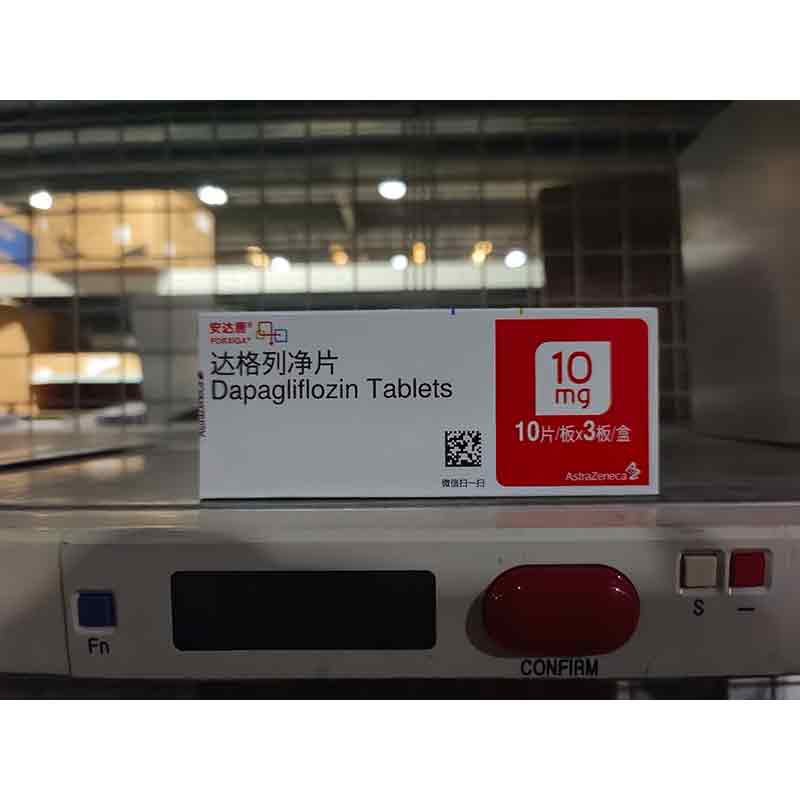 安达唐®
FORXIGA®
达格列净片
Dapagliflozin Tablets
微信扫一扫
10
mg
10片/板x3板/盒
AstraZeneca
AstraZeneca
Fn
CONFIRM
S
—